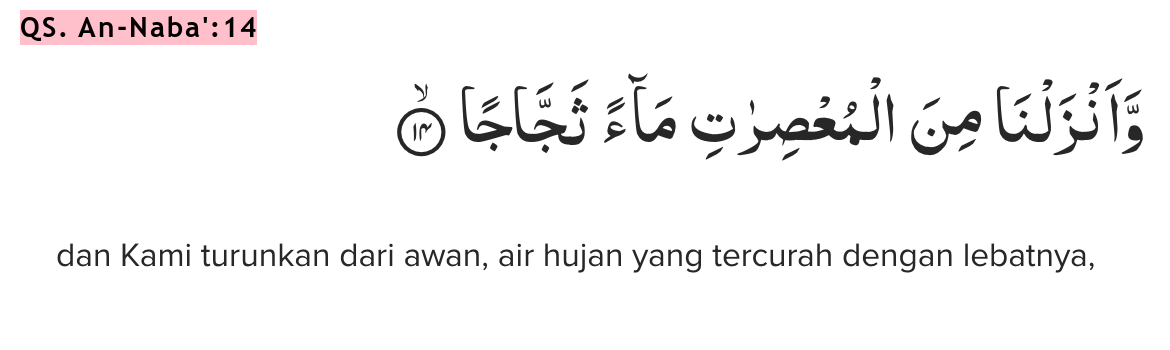 QS. An-Naba':14
وَّاَنْزَلْنَا مِنَ الْمُعْصِرٰتِ مَاۤءً ثَجَّاجًاۙ ١٤
dan Kami turunkan dari awan, air hujan yang tercurah dengan lebatnya,